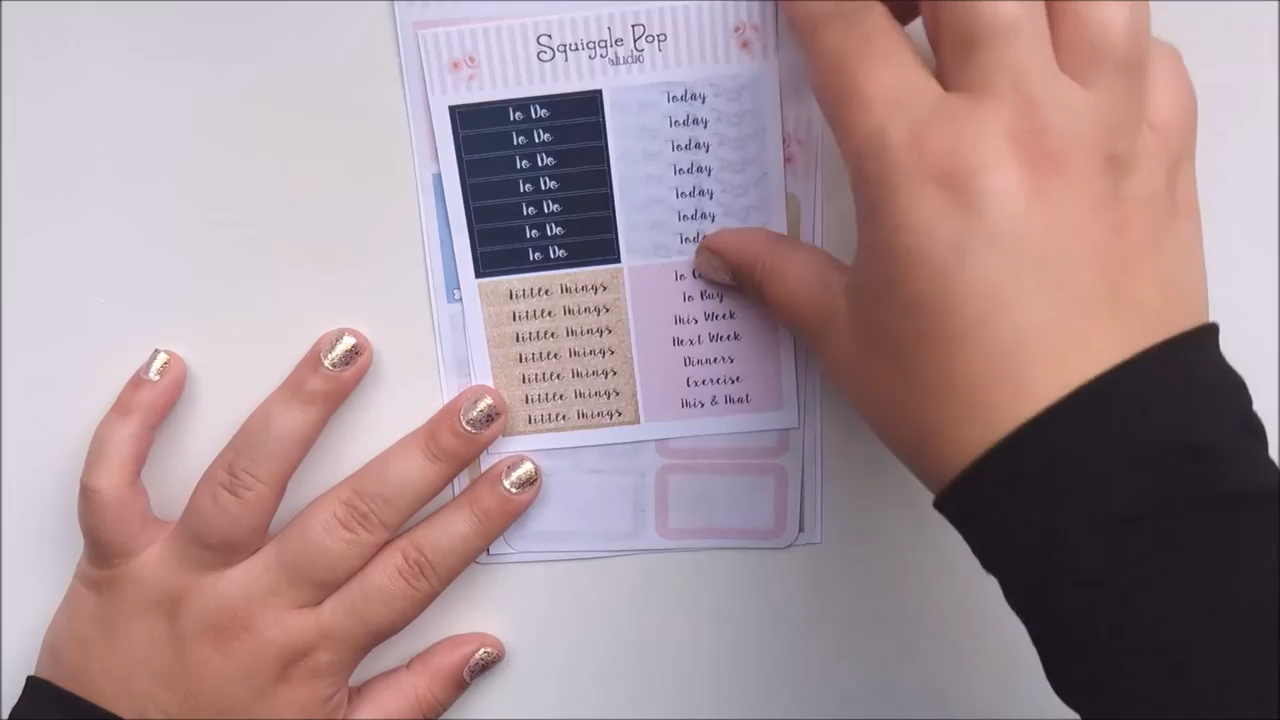 Squiggle Pop
studio
To Do
To Do
To Do
To Do
To Do
To Do
To Do
Today
Today
Today
Today
Today
Today
Little Things
Little Things
Little Things
Little Things
Little Things
Little Things
Little Things
To
To Buy
This Week
Next Week
Dinners
Exercise
This & That